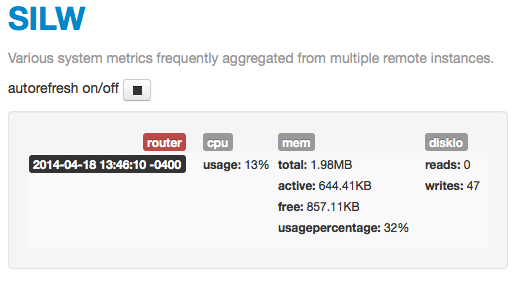 SILW
Various system metrics frequently aggregated from multiple remote instances.
autorefresh on/off
router cpu mem diskio
2014-04-18 13:46:10 -0400 usage: 13% total: 1.98MB reads: 0
active: 644.41KB writes: 47
free: 857.11KB
usagepercentage: 32%